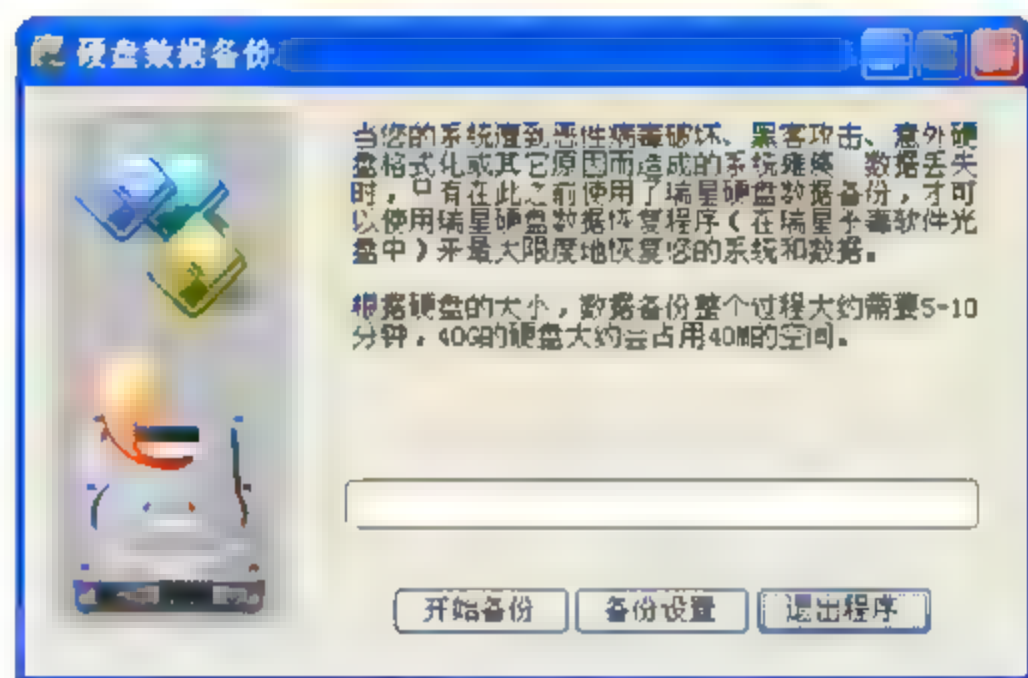 硬盘数据备份
当您的系统遭到恶性病毒破坏、黑客攻击、意外硬
盘格式化或其它原因而造成的系统瘫痪、数据丢失
时，只有在此之前使用了瑞星硬盘数据备份，才可
以使用瑞星硬盘数据恢复程序（在瑞星杀毒软件光
盘中）来最大限度地恢复您的系统和数据。
根据硬盘的大小，数据备份整个过程大约需要5-10
分钟，40GB的硬盘大约会占用40M的空间。
开始备份 备份设置 退出程序